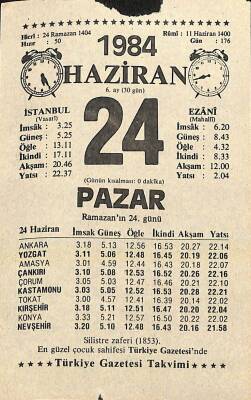 Hicrî : 24 Ramazan 1404
Hızır : 50
1984
Rûmî : 11 Haziran 1400
Gün : 176
HAZİRAN
6. ay (30 gün)
İSTANBUL
(Vasatî)
İmsâk : 3.25
Güneş : 5.25
Öğle : 13.11
İkindi : 17.11
Akşam : 20.46
Yatsı : 22.37
24
EZÂNÎ
(Mahallî)
İmsâk : 6.20
Güneş : 8.43
Öğle : 4.32
İkindi : 8.33
Akşam : 12.00
Yatsı : 2.04
(Günün kısalması: 0 dakika)
PAZAR
Ramazan'ın 24. günü
24 Haziran İmsak Güneş Öğle İkindi Akşam Yatsı
ANKARA 3.18 5.13 12.56 16.53 20.27 22.14
YOZGAT 3.11 5.06 12.48 16.45 20.19 22.06
AMASYA 3.01 4.59 12.44 16.43 20.18 22.07
ÇANKIRI 3.10 5.08 12.53 16.52 20.26 22.16
ÇORUM 3.05 5.03 12.47 16.46 20.21 22.10
KASTAMONU 3.03 5.05 12.52 16.51 20.28 22.21
TOKAT 3.00 4.57 12.41 16.39 20.14 22.02
KIRŞEHİR 3.18 5.11 12.51 16.47 20.20 22.04
KONYA 3.33 5.21 12.57 16.50 20.22 22.02
NEVŞEHİR 3.20 5.10 12.48 16.43 20.16 21.58
Silistre zaferi (1853).
En güzel çocuk sahifesi Türkiye Gazetesi'nde
★★★★ Türkiye Gazetesi Takvimi ★★★★